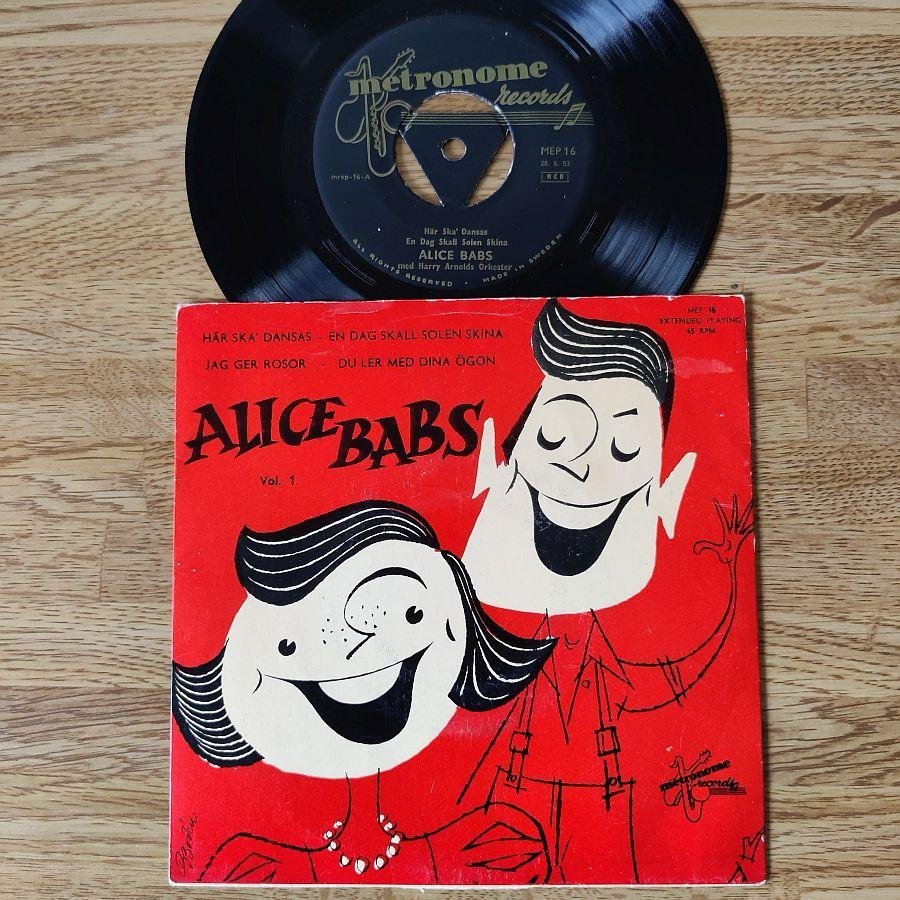 metronome
records
MEP 16
28. 5. 53
mrep-16-A
NCB
Här Ska' Dansas
En Dag Skall Solen Skina
ALICE BABS
med Harry Arnolds Orkester
ALL RIGHTS RESERVED • MADE IN SWEDEN
MEP 16
EXTENDED PLAYING
45 RPM.
HÄR SKA' DANSAS - EN DAG SKALL SOLEN SKINA
JAG GER ROSOR - DU LER MED DINA ÖGON
ALICE BABS
Vol. 1
metronome
records